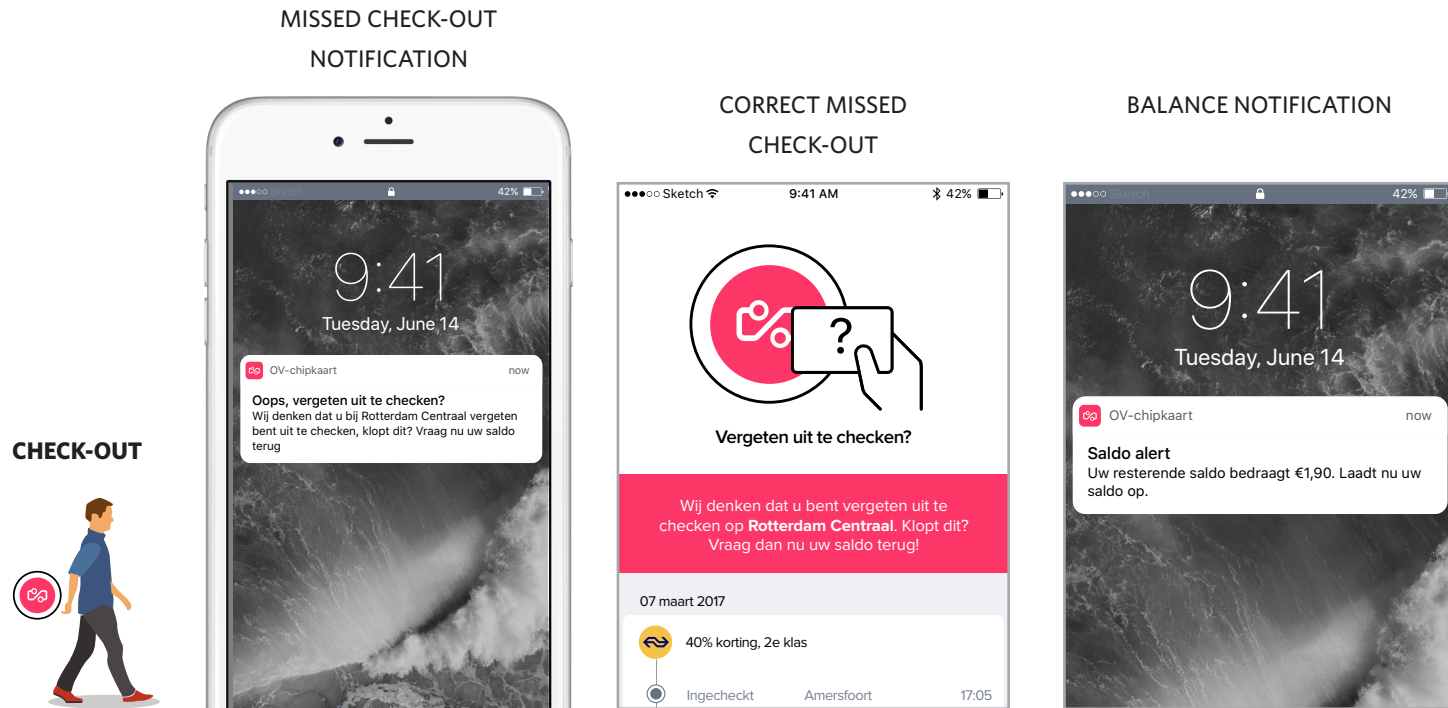 MISSED CHECK-OUT
NOTIFICATION
CORRECT MISSED
CHECK-OUT
BALANCE NOTIFICATION
CHECK-OUT
Sketch
42%
9:41
Tuesday, June 14
OV-chipkaart
now
Oops, vergeten uit te checken?
Wij denken dat u bij Rotterdam Centraal vergeten
bent uit te checken, klopt dit? Vraag nu uw saldo
terug
Sketch
9:41 AM
42%
?
Vergeten uit te checken?
Wij denken dat u bent vergeten uit te
checken op Rotterdam Centraal. Klopt dit?
Vraag dan nu uw saldo terug!
07 maart 2017
40% korting, 2e klas
Ingecheckt Amersfoort 17:05
Sketch
42%
9:41
Tuesday, June 14
OV-chipkaart
now
Saldo alert
Uw resterende saldo bedraagt €1,90. Laadt nu uw
saldo op.